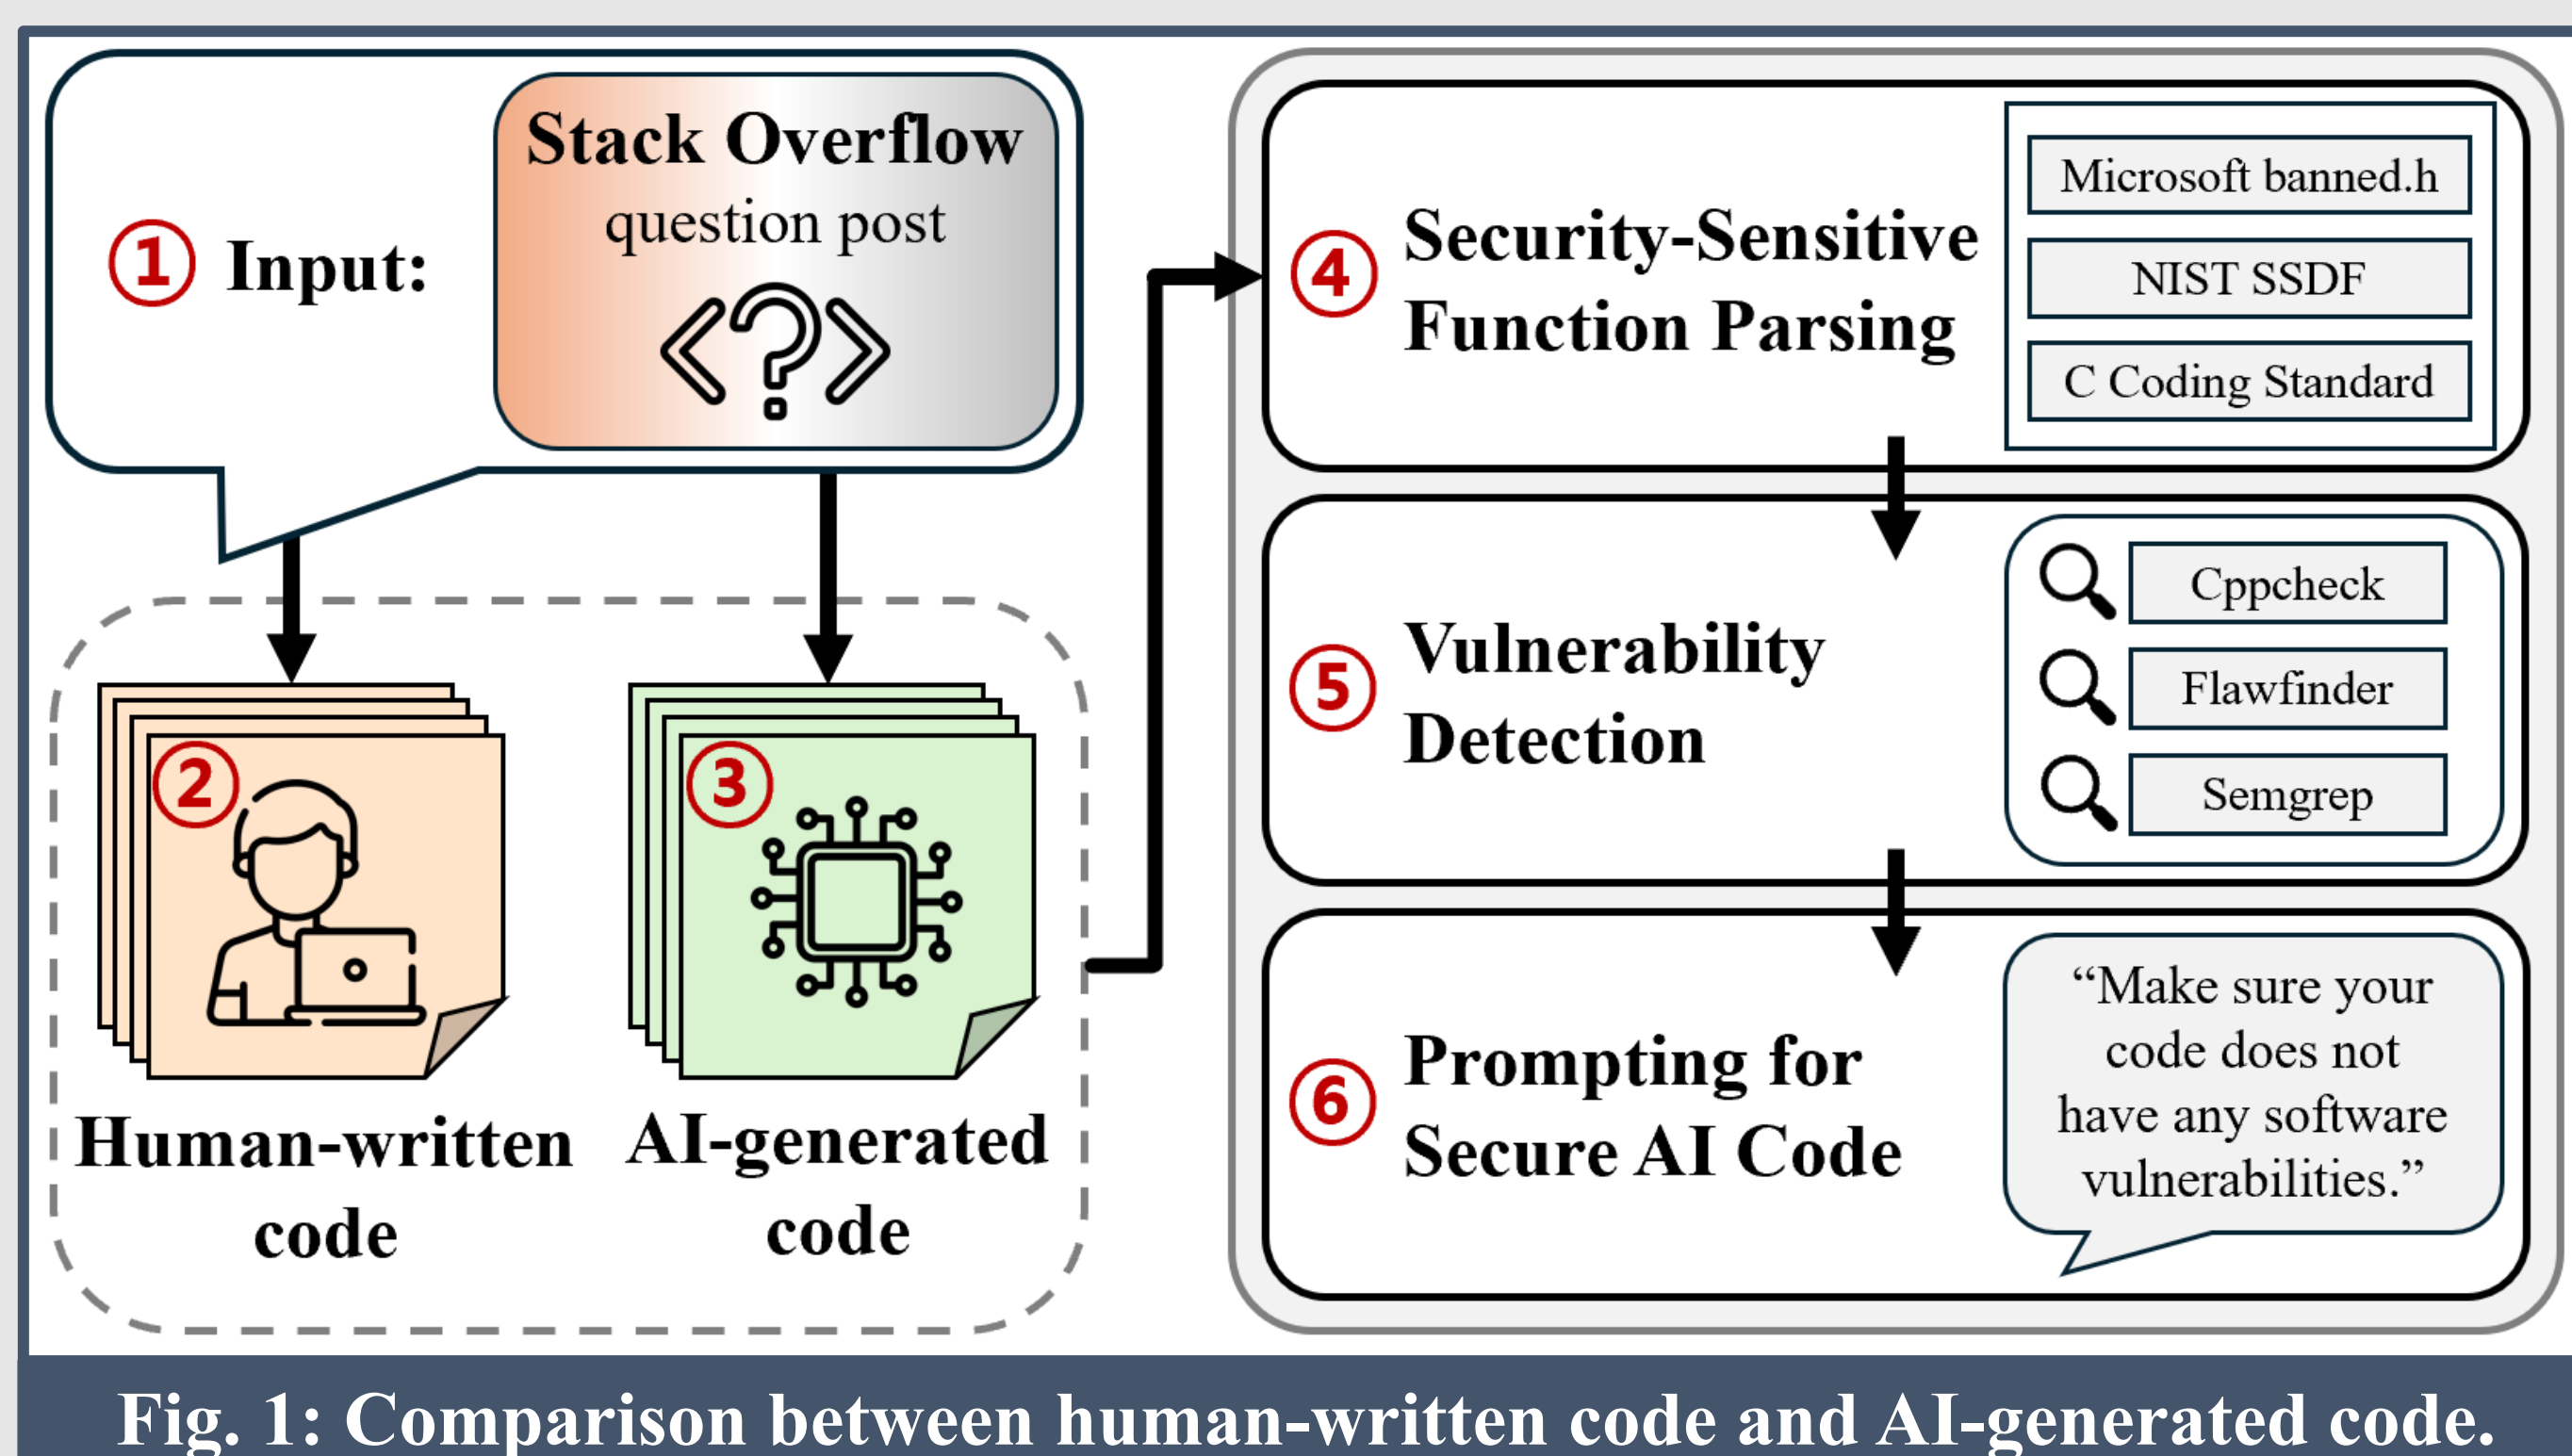 ① Input:
Stack Overflow
question post
<?>
②
Human-written
code
③
AI-generated
code
④ Security-Sensitive
Function Parsing
Microsoft banned.h
NIST SSDF
C Coding Standard
⑤ Vulnerability
Detection
Cppcheck
Flawfinder
Semgrep
⑥ Prompting for
Secure AI Code
“Make sure your
code does not
have any software
vulnerabilities.”
Fig. 1: Comparison between human-written code and AI-generated code.